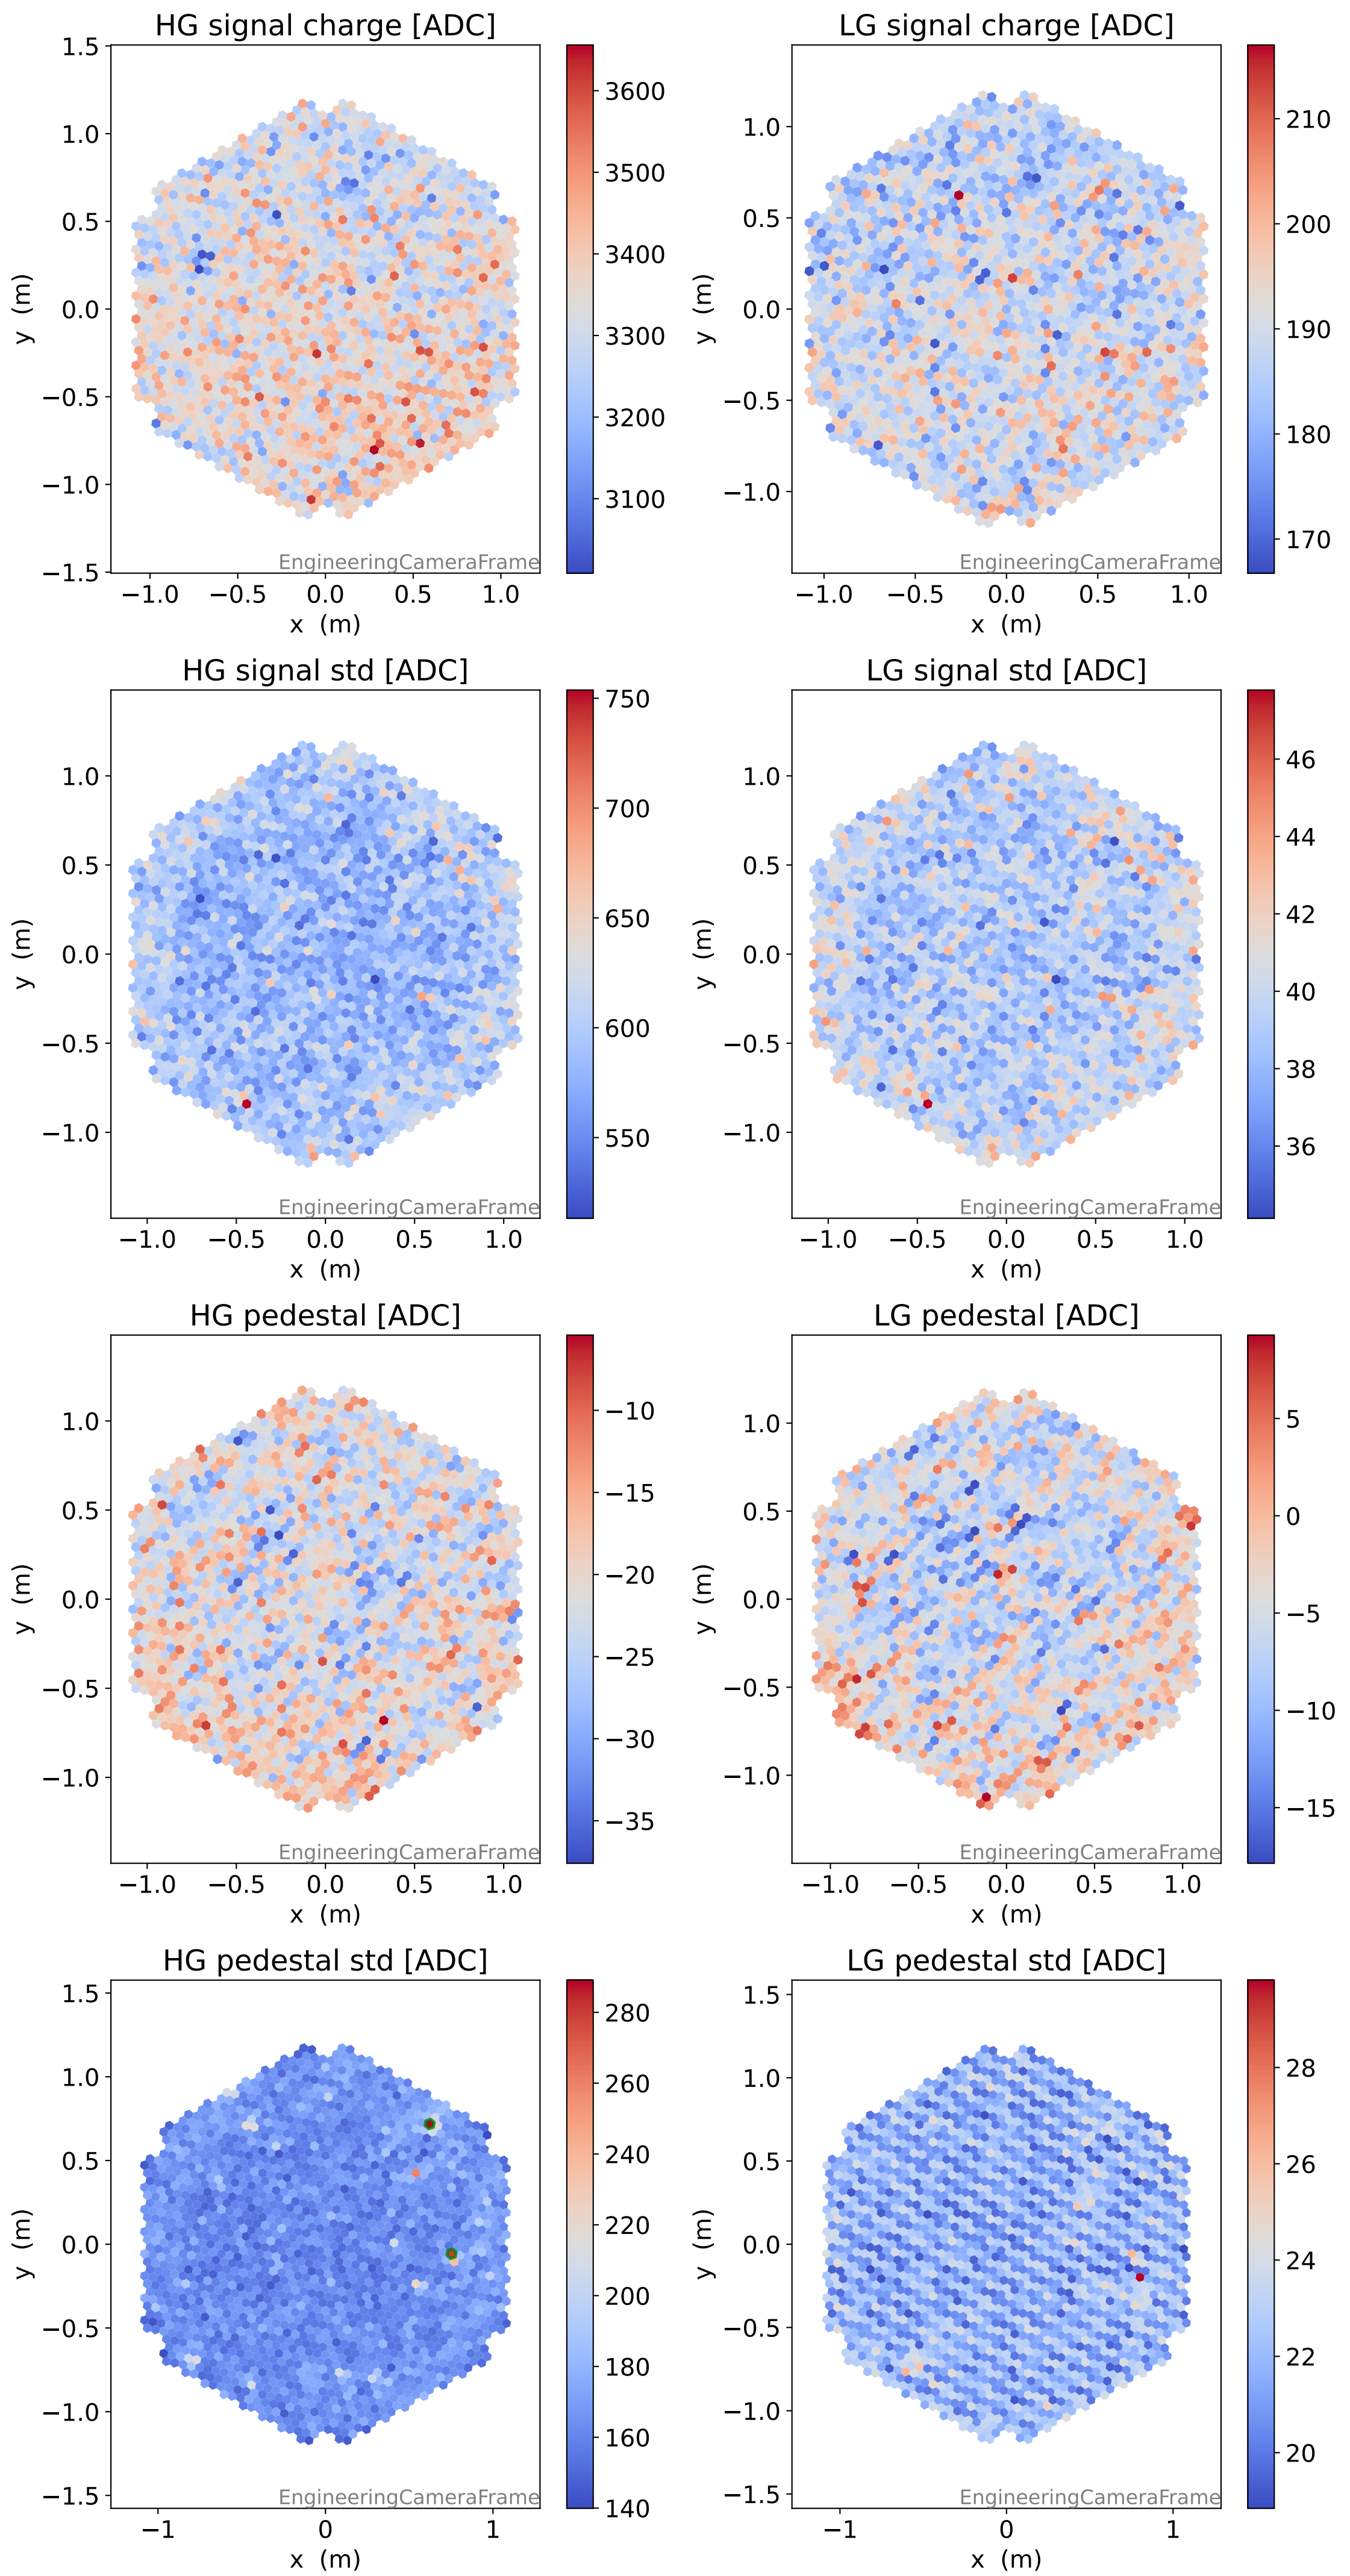 HG signal charge [ADC]
1.5
1.0
0.5
0.0
−0.5
−1.0
−1.5
y (m)
−1.0 −0.5 0.0 0.5 1.0
x (m)
EngineeringCameraFrame
3600
3500
3400
3300
3200
3100
LG signal charge [ADC]
1.0
0.5
0.0
−0.5
−1.0
y (m)
−1.0 −0.5 0.0 0.5 1.0
x (m)
EngineeringCameraFrame
210
200
190
180
170
HG signal std [ADC]
1.0
0.5
0.0
−0.5
−1.0
y (m)
−1.0 −0.5 0.0 0.5 1.0
x (m)
EngineeringCameraFrame
750
700
650
600
550
LG signal std [ADC]
1.0
0.5
0.0
−0.5
−1.0
y (m)
−1.0 −0.5 0.0 0.5 1.0
x (m)
EngineeringCameraFrame
46
44
42
40
38
36
HG pedestal [ADC]
1.0
0.5
0.0
−0.5
−1.0
y (m)
−1.0 −0.5 0.0 0.5 1.0
x (m)
EngineeringCameraFrame
−10
−15
−20
−25
−30
−35
LG pedestal [ADC]
1.0
0.5
0.0
−0.5
−1.0
y (m)
−1.0 −0.5 0.0 0.5 1.0
x (m)
EngineeringCameraFrame
5
0
−5
−10
−15
HG pedestal std [ADC]
1.5
1.0
0.5
0.0
−0.5
−1.0
−1.5
y (m)
−1 0 1
x (m)
EngineeringCameraFrame
280
260
240
220
200
180
160
140
LG pedestal std [ADC]
1.5
1.0
0.5
0.0
−0.5
−1.0
−1.5
y (m)
−1 0 1
x (m)
EngineeringCameraFrame
28
26
24
22
20